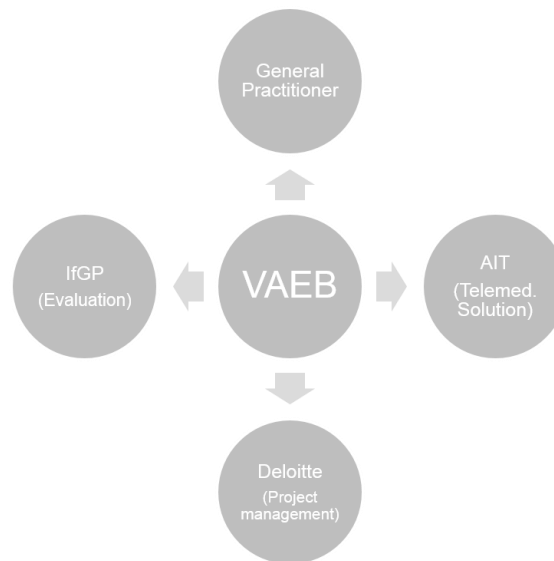 General
Practitioner
IfGP
(Evaluation)
VAEB
AIT
(Telemed.
Solution)
Deloitte
(Project
management)